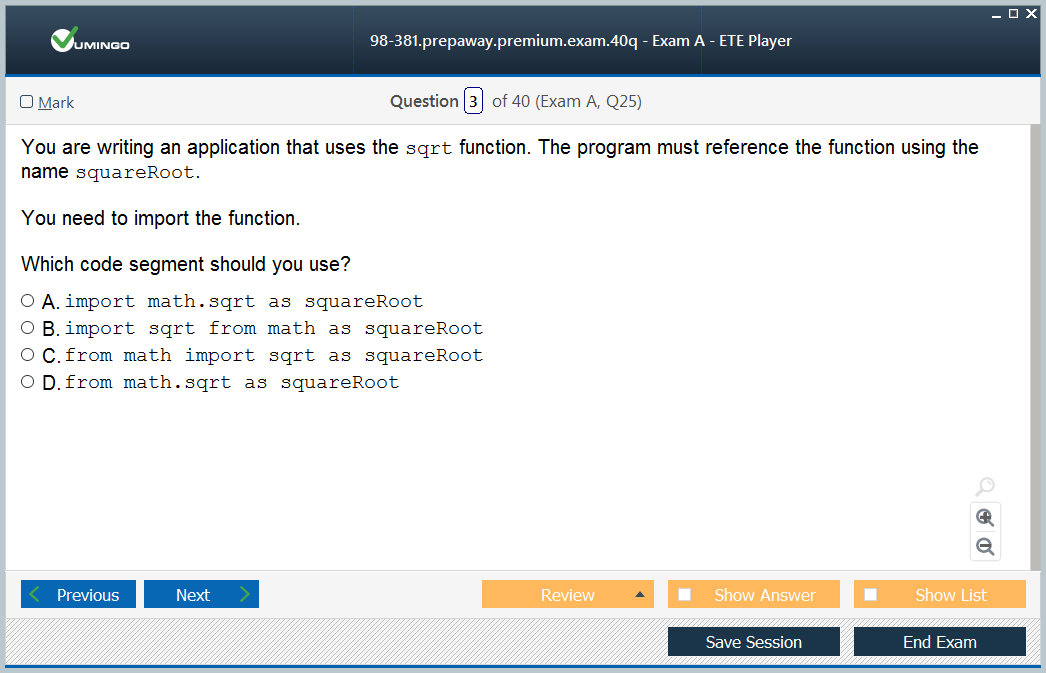 VUMINGO
98-381.prepaway.premium.exam.40q - Exam A - ETE Player
Mark
Question 3 of 40 (Exam A, Q25)
You are writing an application that uses the sqrt function. The program must reference the function using the
name squareRoot.
You need to import the function.
Which code segment should you use?
A. import math.sqrt as squareRoot
B. import sqrt from math as squareRoot
C. from math import sqrt as squareRoot
D. from math.sqrt as squareRoot
Previous
Next
Review
Show Answer
Show List
Save Session
End Exam